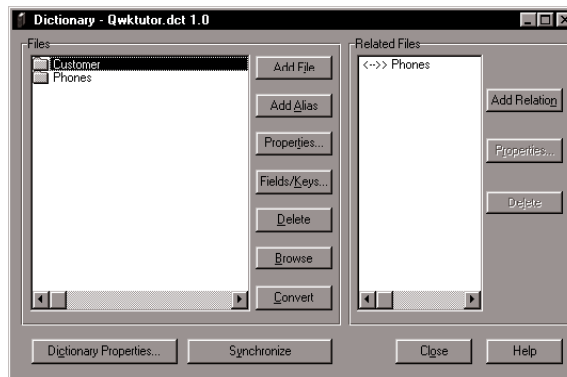 Dictionary - Qwktutor.dct 1.0
Files
Customer
Phones
Add File
Add Alias
Properties...
Fields/Keys...
Delete
Browse
Convert
Related Files
<-->> Phones
Add Relation
Properties...
Delete
Dictionary Properties...
Synchronize
Close
Help